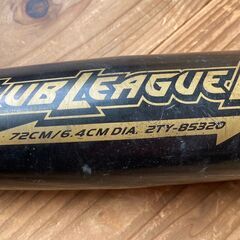 UB LEAGUE
72CM/6.4CM DIA. 2TY-85320